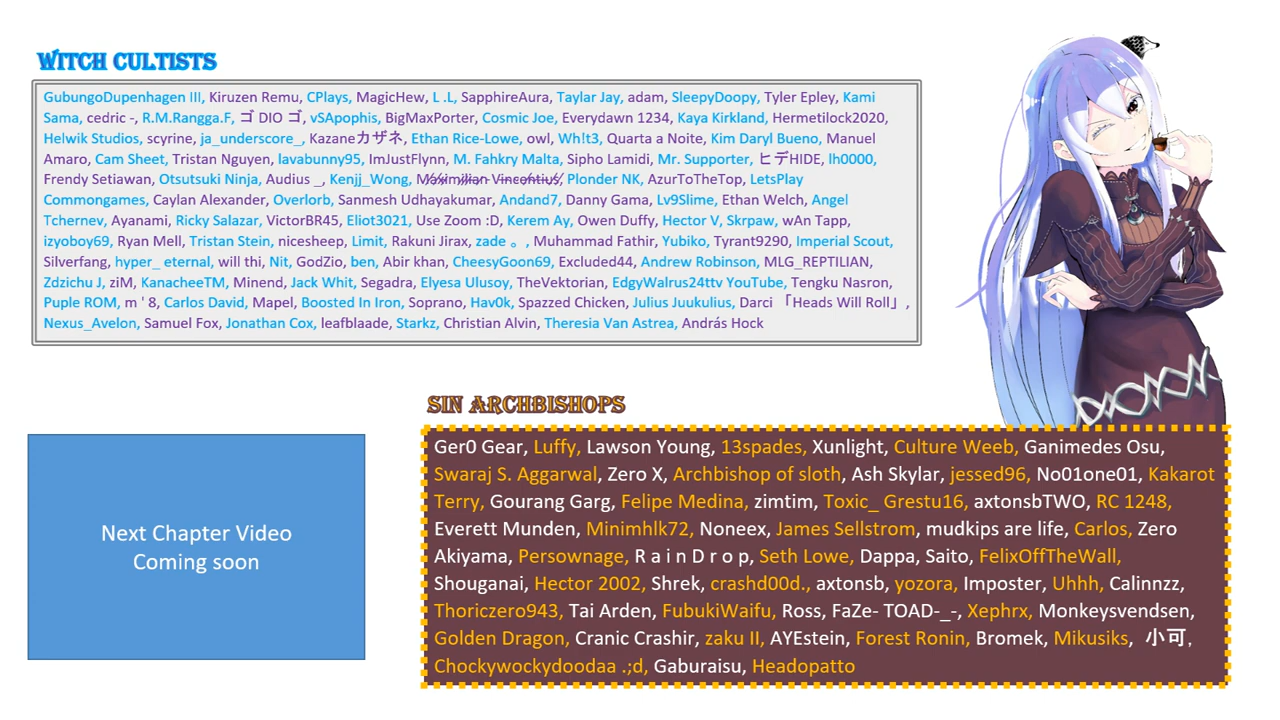 WITCH CULTISTS
GubungoDupenhagen III, Kiruzen Remu, CPlays, MagicHew, L .L, SapphireAura, Taylar Jay, adam, SleepyDoopy, Tyler Epley, Kami
Sama, cedric -, R.M.Rangga.F, ゴ DIO ゴ, vSApophis, BigMaxPorter, Cosmic Joe, Everydawn 1234, Kaya Kirkland, Hermetilock2020,
Helwik Studios, scyrine, ja_underscore_, Kazaneカザネ, Ethan Rice-Lowe, owl, Wh!t3, Quarta a Noite, Kim Daryl Bueno, Manuel
Amaro, Cam Sheet, Tristan Nguyen, lavabunny95, ImJustFlynn, M. Fahkry Malta, Sipho Lamidi, Mr. Supporter, ヒデHIDE, lh0000,
Frendy Setiawan, Otsutsuki Ninja, Audius _, Kenjj_Wong, M̷a̷x̷i̷m̷i̷l̷i̷a̷n̷ V̷i̷n̷c̷e̷n̷t̷i̷u̷s̷, Plonder NK, AzurToTheTop, LetsPlay
Commongames, Caylan Alexander, Overlorb, Sanmesh Udhayakumar, Andand7, Danny Gama, Lv9Slime, Ethan Welch, Angel
Tchernev, Ayanami, Ricky Salazar, VictorBR45, Eliot3021, Use Zoom :D, Kerem Ay, Owen Duffy, Hector V, Skrpaw, wAn Tapp,
izyoboy69, Ryan Mell, Tristan Stein, nicesheep, Limit, Rakuni Jirax, zade 。, Muhammad Fathir, Yubiko, Tyrant9290, Imperial Scout,
Silverfang, hyper_ eternal, will thi, Nit, GodZio, ben, Abir khan, CheesyGoon69, Excluded44, Andrew Robinson, MLG_REPTILIAN,
Zdzichu J, ziM, KanacheeTM, Minend, Jack Whit, Segadra, Elyesa Ulusoy, TheVektorian, EdgyWalrus24ttv YouTube, Tengku Nasron,
Puple ROM, m ' 8, Carlos David, Mapel, Boosted In Iron, Soprano, Hav0k, Spazzed Chicken, Julius Juukulius, Darci 「Heads Will Roll」,
Nexus_Avelon, Samuel Fox, Jonathan Cox, leafblaade, Starkz, Christian Alvin, Theresia Van Astrea, András Hock
SIN ARCHBISHOPS
Ger0 Gear, Luffy, Lawson Young, 13spades, Xunlight, Culture Weeb, Ganimedes Osu,
Swaraj S. Aggarwal, Zero X, Archbishop of sloth, Ash Skylar, jessed96, No01one01, Kakarot
Terry, Gourang Garg, Felipe Medina, zimtim, Toxic_ Grestu16, axtonsbTWO, RC 1248,
Everett Munden, Minimhlk72, Noneex, James Sellstrom, mudkips are life, Carlos, Zero
Akiyama, Persownage, R a i n D r o p, Seth Lowe, Dappa, Saito, FelixOffTheWall,
Shouganai, Hector 2002, Shrek, crashd00d., axtonsb, yozora, Imposter, Uhhh, Calinnzz,
Thoriczero943, Tai Arden, FubukiWaifu, Ross, FaZe- TOAD-_-, Xephrx, Monkeysvendsen,
Golden Dragon, Cranic Crashir, zaku II, AYEstein, Forest Ronin, Bromek, Mikusiks, 小可,
Chockywockydoodaa .;d, Gaburaisu, Headopatto
Next Chapter Video
Coming soon